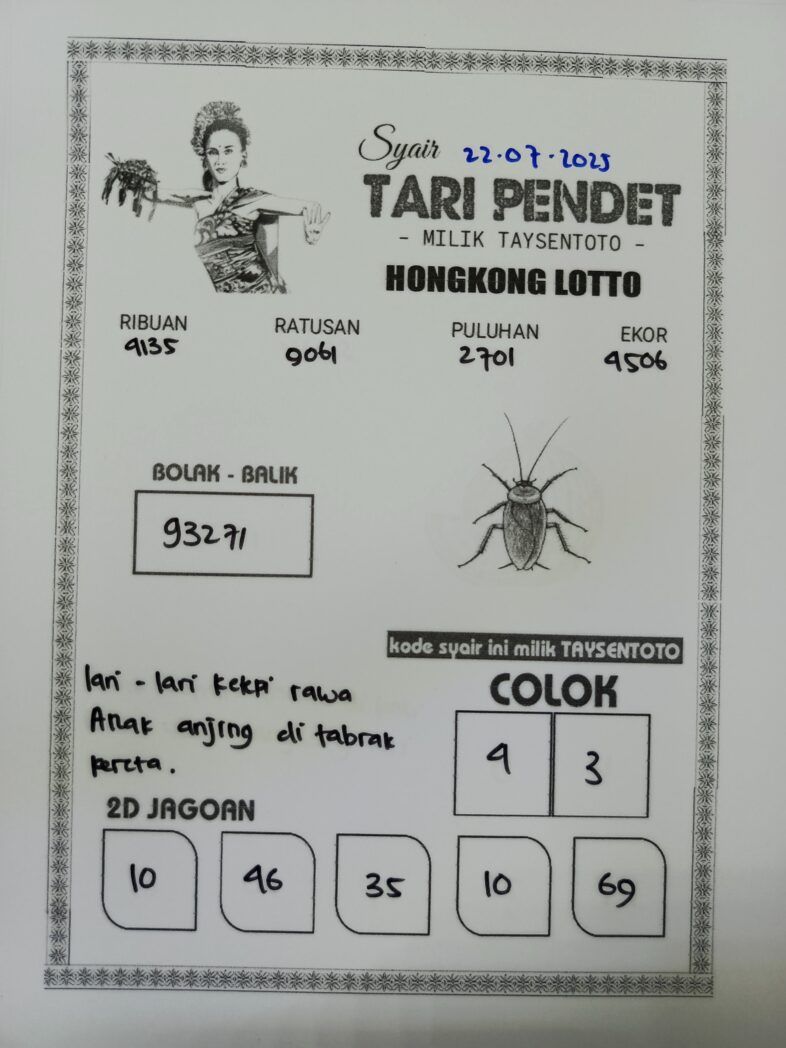 Syair 22.07.2025
TARI PENDET
- MILIK TAYSENTOTO -
HONGKONG LOTTO
RIBUAN RATUSAN PULUHAN EKOR
4135 9061 2701 4506
BOLAK - BALIK
93271
kode syair ini milik TAYSENTOTO
lari - lari rawa
Anak anjing di tabrak
kereta.
COLOK
4 3
2D JAGOAN
10 46 35 10 69